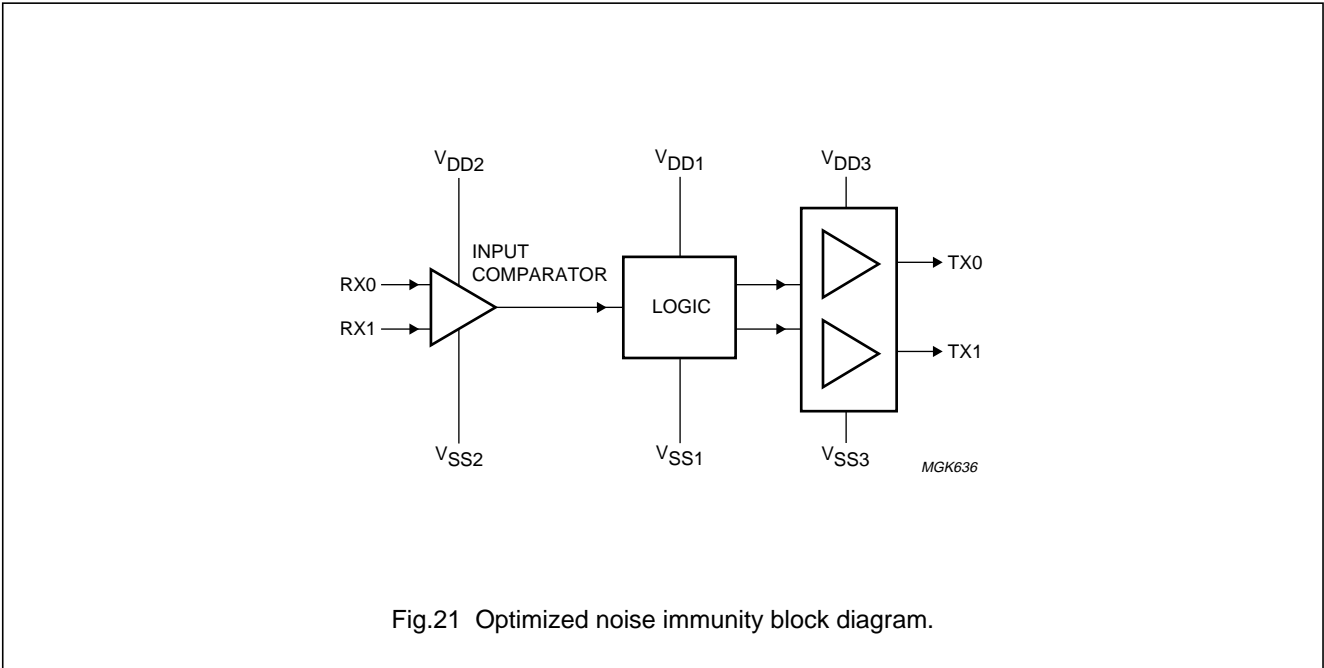 VDD2
VDD1
VDD3
INPUT
COMPARATOR
RX0
RX1
LOGIC
TX0
TX1
VSS2
VSS1
VSS3
MGK636
Fig.21 Optimized noise immunity block diagram.